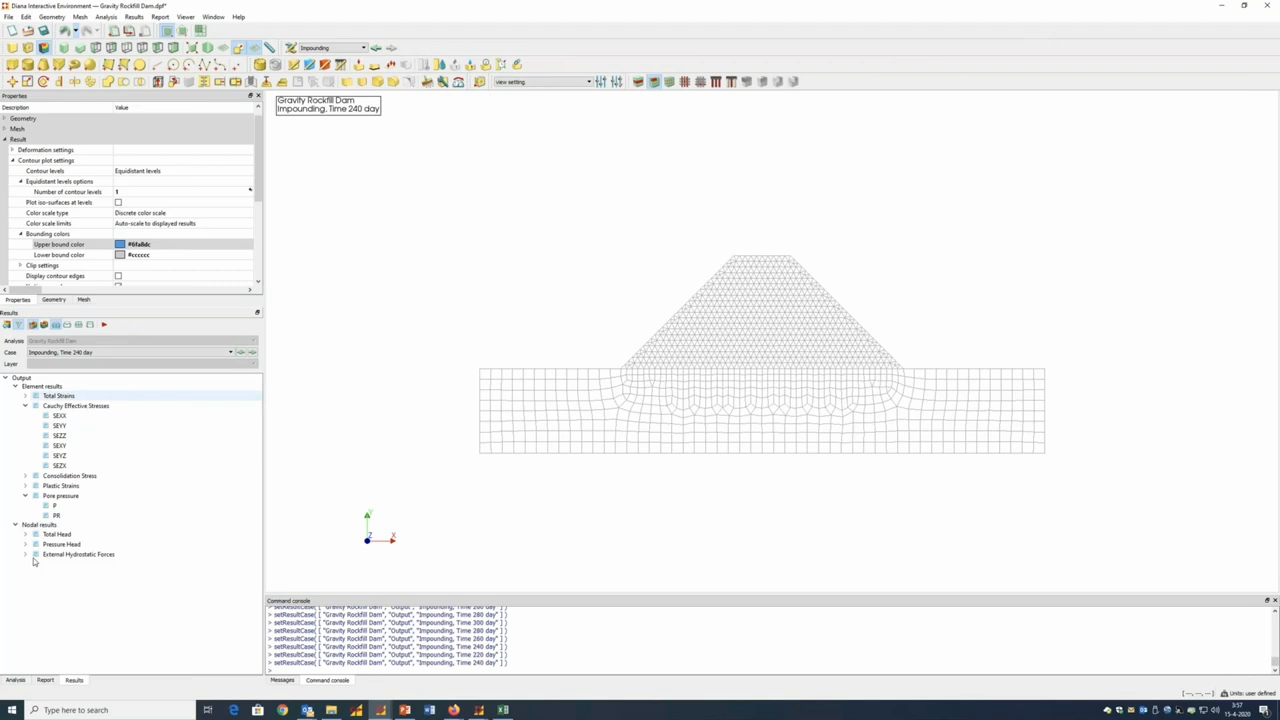 Diana Interactive Environment -- Gravity Rockfill Dam.dpf*
File Edit Geometry Mesh Analysis Results Report Viewer Window Help
Impounding
view setting.
Properties
Description Value
Geometry
Mesh
Result
Deformation settings
Contour plot settings
Contour levels Equidistant levels
Equidistant levels options
Number of contour levels 1
Plot iso-surfaces at levels
Color scale type Discrete color scale
Color scale limits Auto-scale to displayed results
Bounding colors
Upper bound color #6fa8dc
Lower bound color #cccccc
Clip settings
Display contour edges
Properties Geometry Mesh
Results
Analysis Gravity Rockfill Dam
Case Impounding, Time 240 day
Layer
Output
Element results
Total Strains
Cauchy Effective Stresses
SEXX
SEYY
SEZZ
SEXY
SEYZ
SEZX
Consolidation Stress
Plastic Strains
Pore pressure
P
PR
Nodal results
Total Head
Pressure Head
External Hydrostatic Forces
Analysis Report Results
Gravity Rockfill Dam
Impounding, Time 240 day
Y
Z X
Command console
> setResultCase( [ "Gravity Rockfill Dam", "Output", "Impounding, Time 260 day" ] )
> setResultCase( [ "Gravity Rockfill Dam", "Output", "Impounding, Time 280 day" ] )
> setResultCase( [ "Gravity Rockfill Dam", "Output", "Impounding, Time 300 day" ] )
> setResultCase( [ "Gravity Rockfill Dam", "Output", "Impounding, Time 280 day" ] )
> setResultCase( [ "Gravity Rockfill Dam", "Output", "Impounding, Time 260 day" ] )
> setResultCase( [ "Gravity Rockfill Dam", "Output", "Impounding, Time 240 day" ] )
> setResultCase( [ "Gravity Rockfill Dam", "Output", "Impounding, Time 220 day" ] )
> setResultCase( [ "Gravity Rockfill Dam", "Output", "Impounding, Time 240 day" ] )
>
Messages Command console
[---, ---, ---] Units: user defined
Type here to search
3:57
15-4-2020